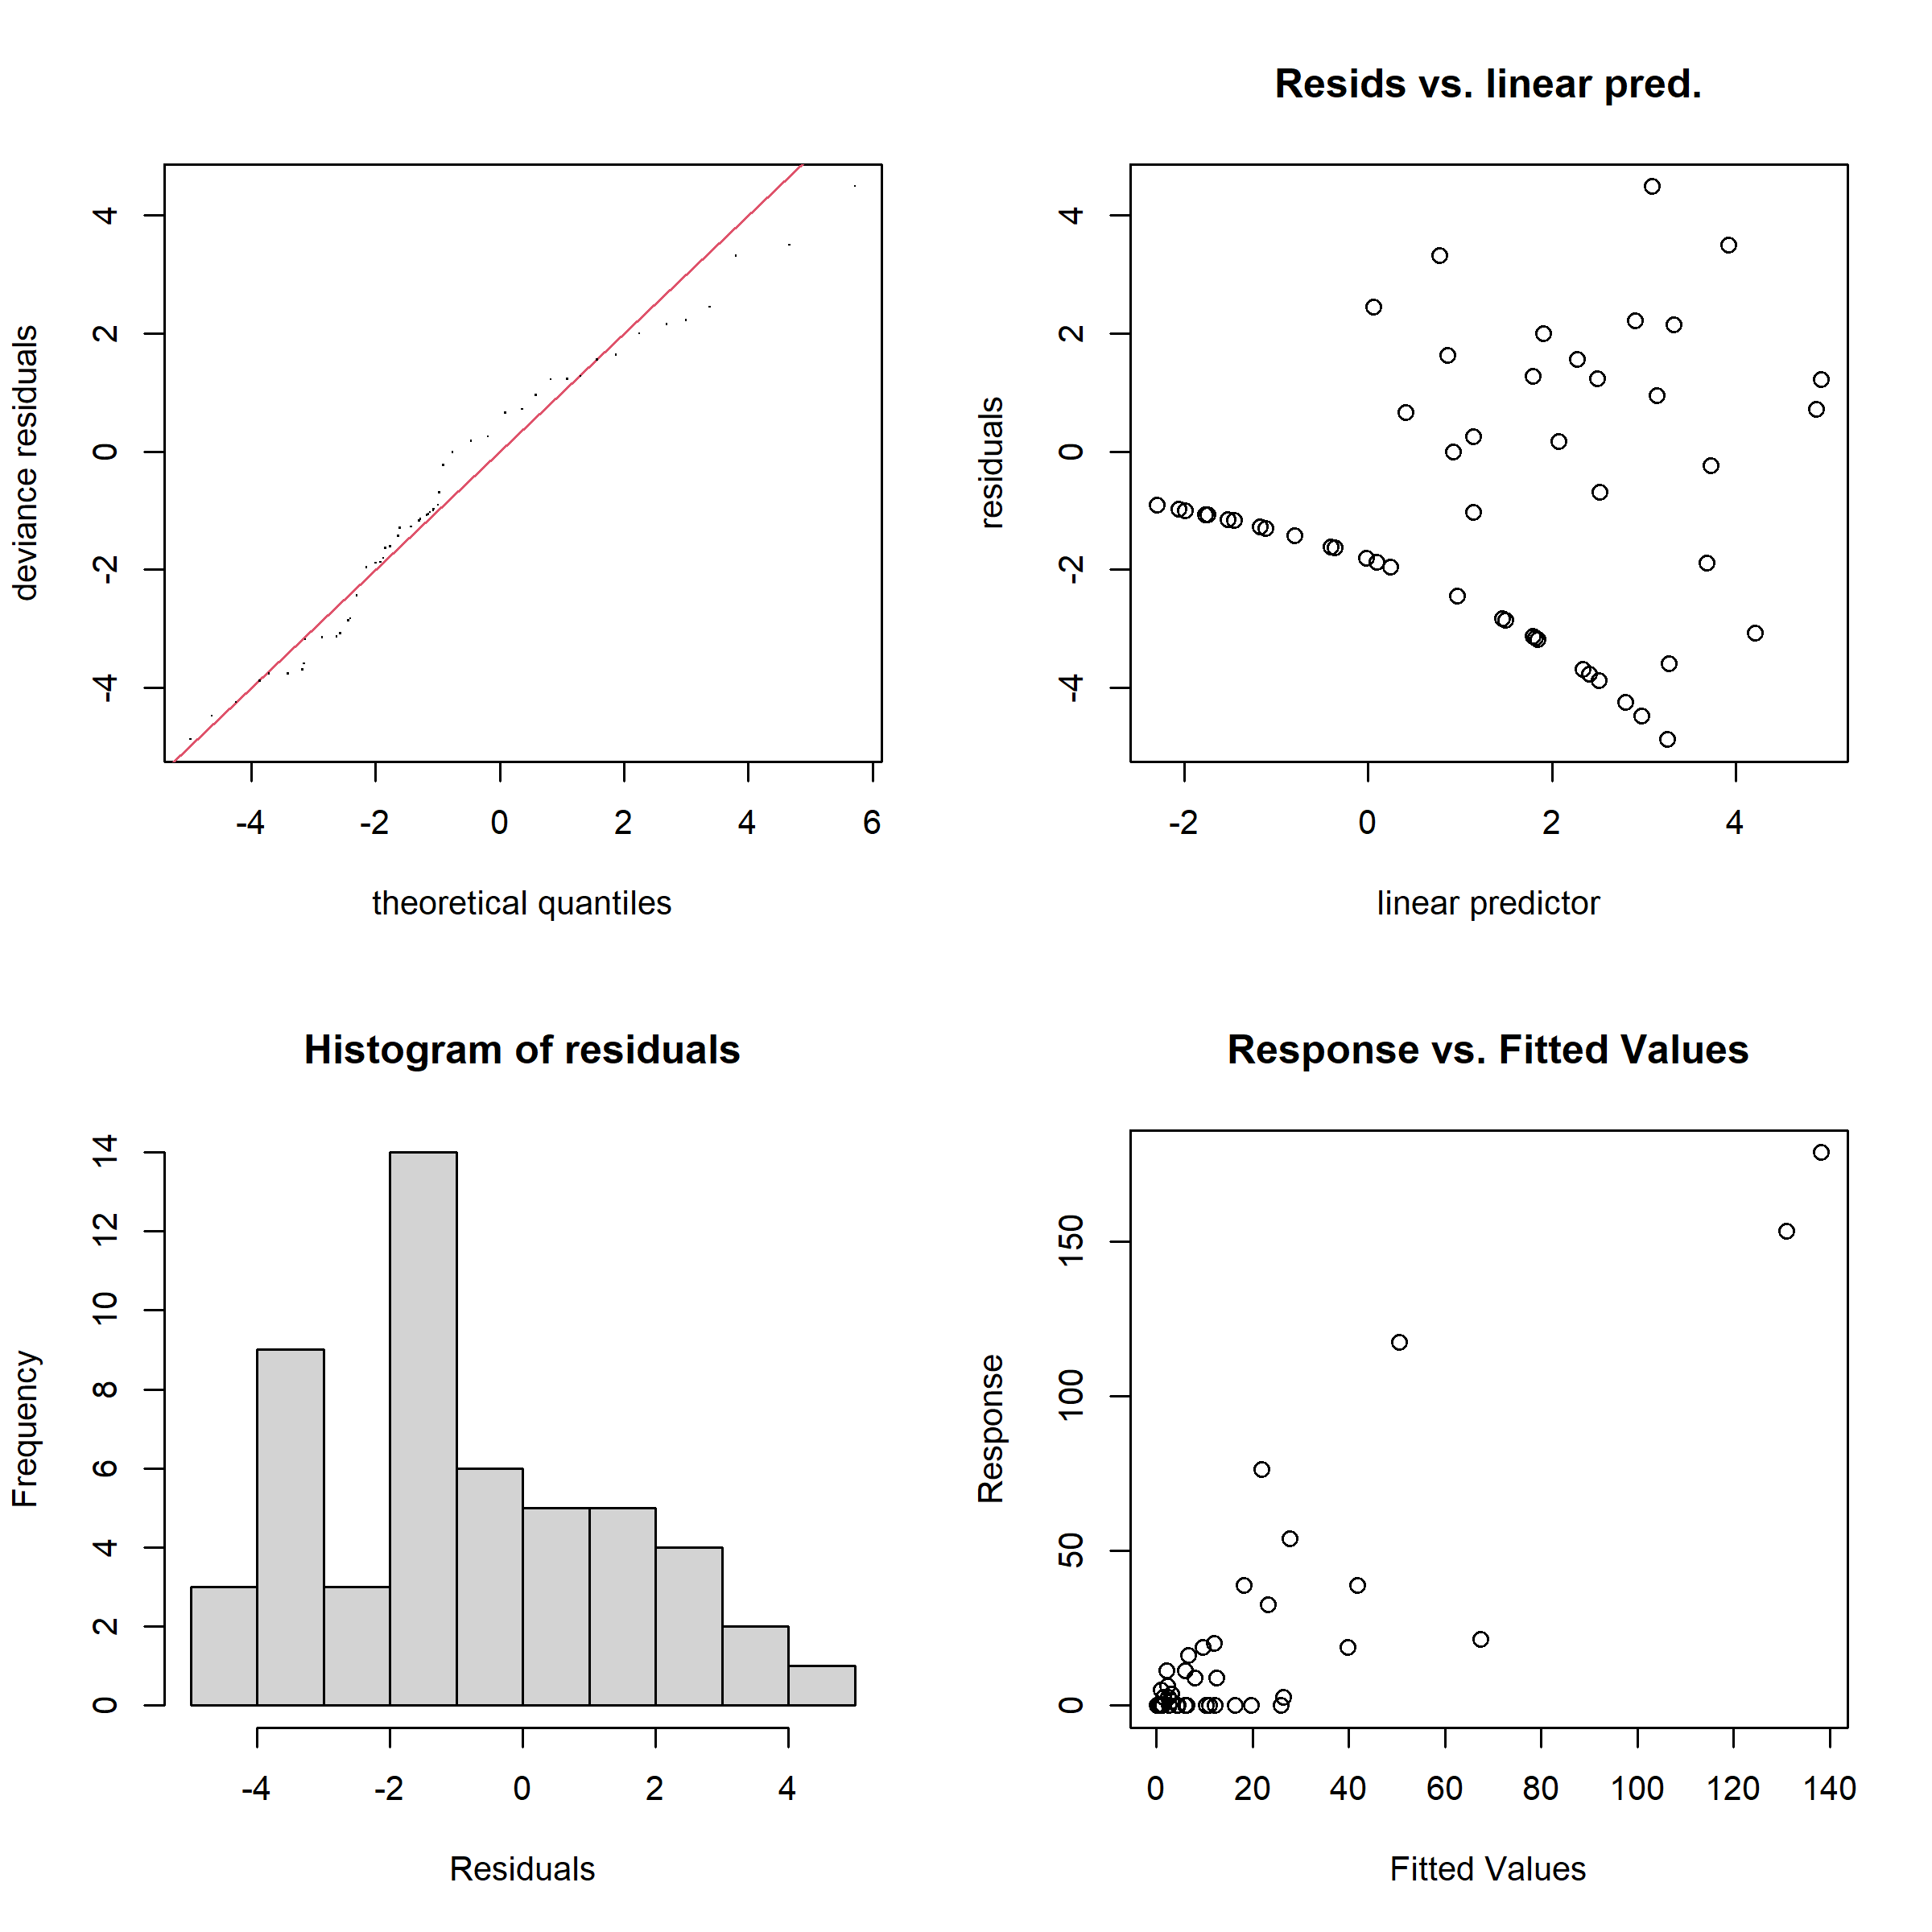 deviance residuals
4
2
0
-2
-4
-4 -2 0 2 4 6
theoretical quantiles
Resids vs. linear pred.
residuals
4
2
0
-2
-4
-2 0 2 4
linear predictor
Histogram of residuals
Frequency
14
12
10
8
6
4
2
0
-4 -2 0 2 4
Residuals
Response vs. Fitted Values
Response
150
100
50
0
0 20 40 60 80 100 120 140
Fitted Values